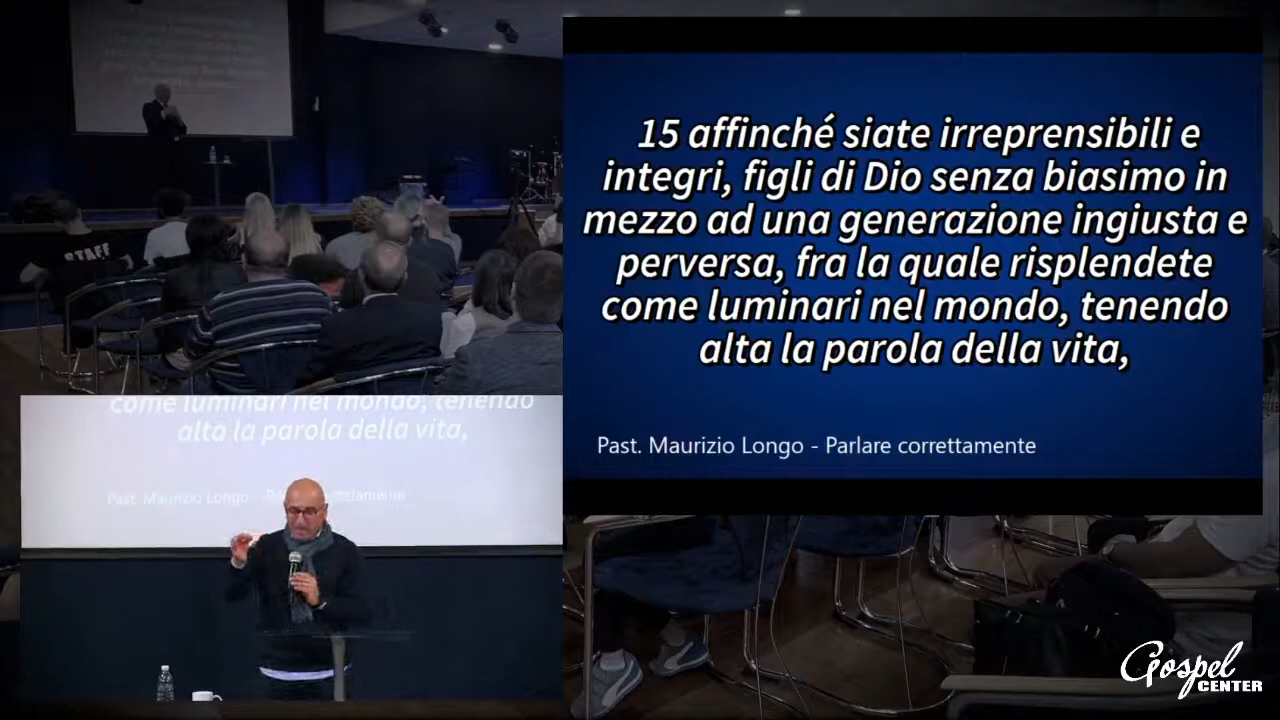 15 affinché siate irreprensibili e
integri, figli di Dio senza biasimo in
mezzo ad una generazione ingiusta e
perversa, fra la quale risplendete
come luminari nel mondo, tenendo
alta la parola della vita,
Past. Maurizio Longo - Parlare correttamente
STAFF
come luminari nel mondo, tenendo
alta la parola della vita,
Past. Maurizio Longo
Gospel
CENTER